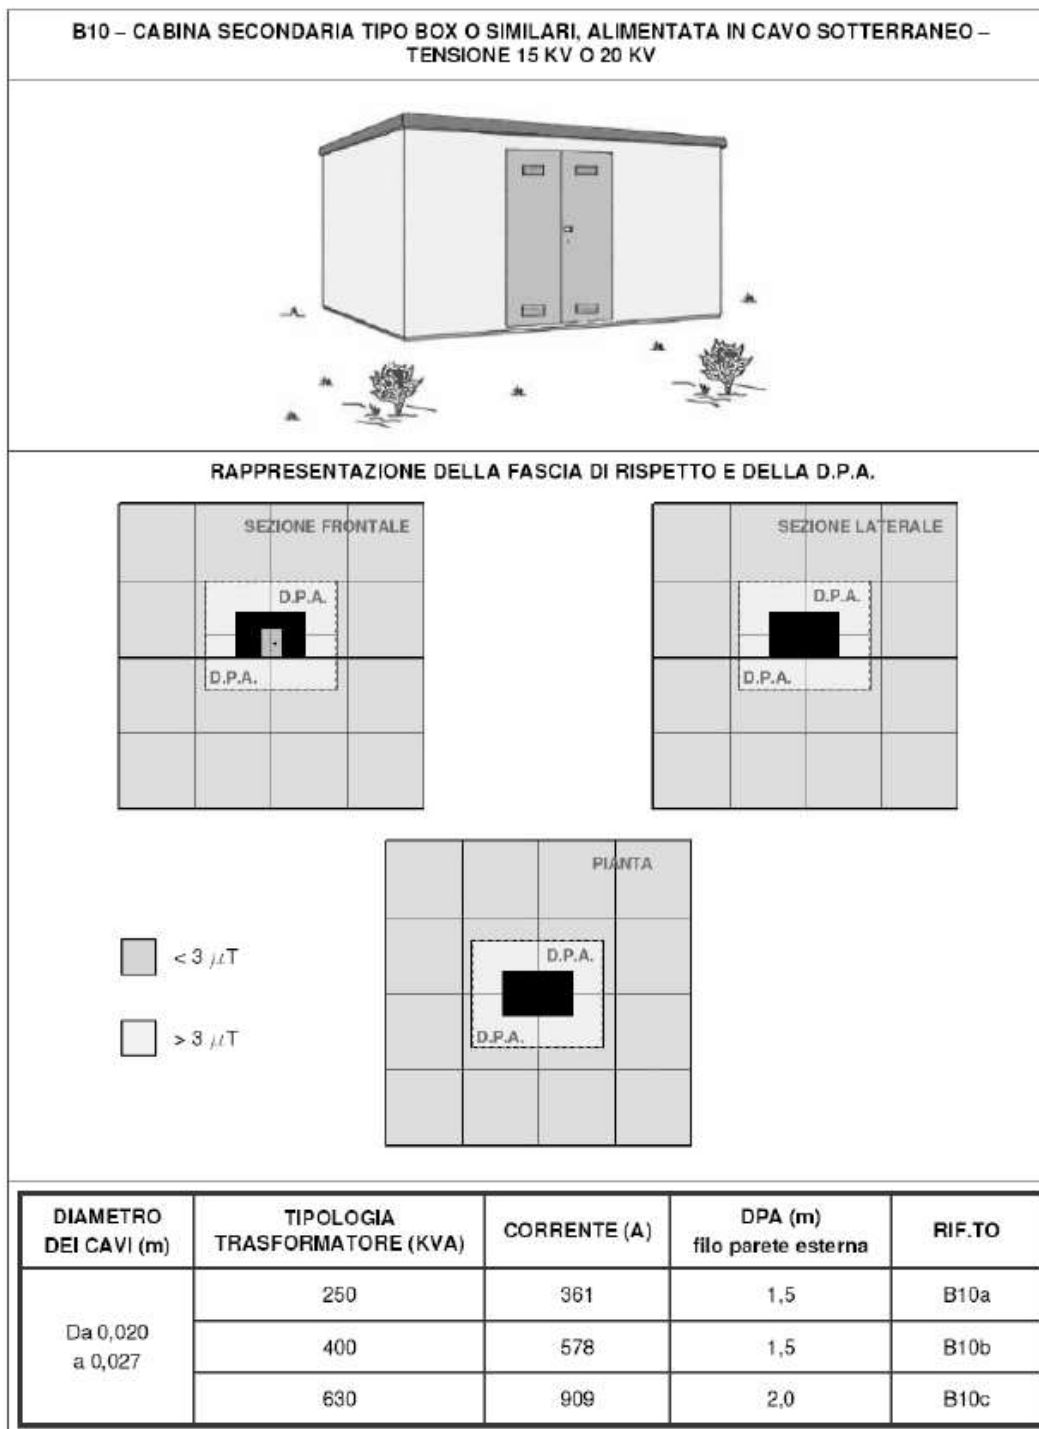 B10 – CABINA SECONDARIA TIPO BOX O SIMILARI, ALIMENTATA IN CAVO SOTTERRANEO –
TENSIONE 15 KV O 20 KV
RAPPRESENTAZIONE DELLA FASCIA DI RISPETTO E DELLA D.P.A.
SEZIONE FRONTALE
D.P.A.
D.P.A.
SEZIONE LATERALE
D.P.A.
D.P.A.
PIANTA
D.P.A.
D.P.A.
< 3 μT
> 3 μT
DIAMETRO
DEI CAVI (m)
TIPOLOGIA
TRASFORMATORE (KVA)
CORRENTE (A)
DPA (m)
filo parete esterna
RIF.TO
Da 0,020
a 0,027
250 361 1,5 B10a
400 578 1,5 B10b
630 909 2,0 B10c